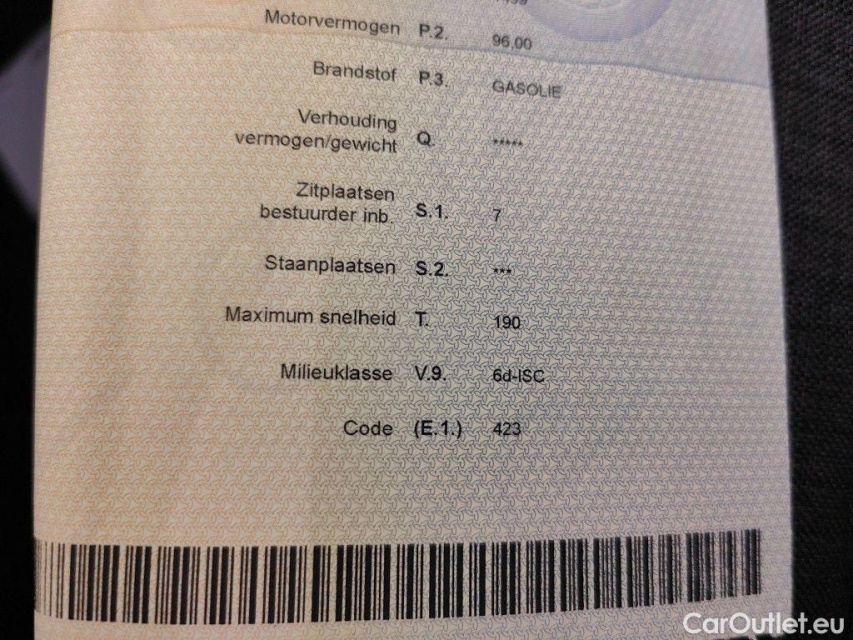 Motorvermogen P.2. 96,00
Brandstof P.3. GASOLIE
Verhouding
vermogen/gewicht Q. *****
Zitplaatsen
bestuurder inb. S.1. 7
Staanplaatsen S.2. ***
Maximum snelheid T. 190
Milieuklasse V.9. 6d-ISC
Code (E.1.) 423
CarOutlet.eu